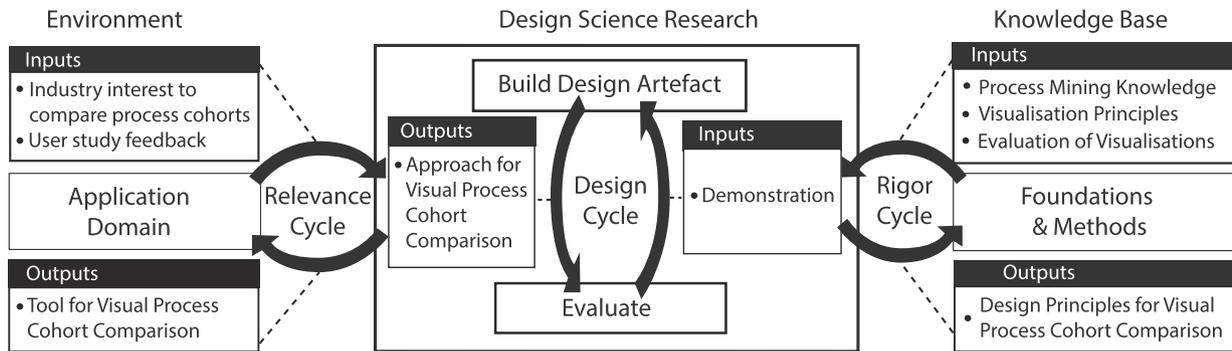 Environment
Inputs
• Industry interest to
compare process cohorts
• User study feedback
Application
Domain
Outputs
• Tool for Visual Process
Cohort Comparison
Relevance
Cycle
Design Science Research
Build Design Artefact
Outputs
• Approach for
Visual Process
Cohort
Comparison
Design
Cycle
Inputs
• Demonstration
Evaluate
Rigor
Cycle
Knowledge Base
Inputs
• Process Mining Knowledge
• Visualisation Principles
• Evaluation of Visualisations
Foundations
& Methods
Outputs
• Design Principles for Visual
Process Cohort Comparison